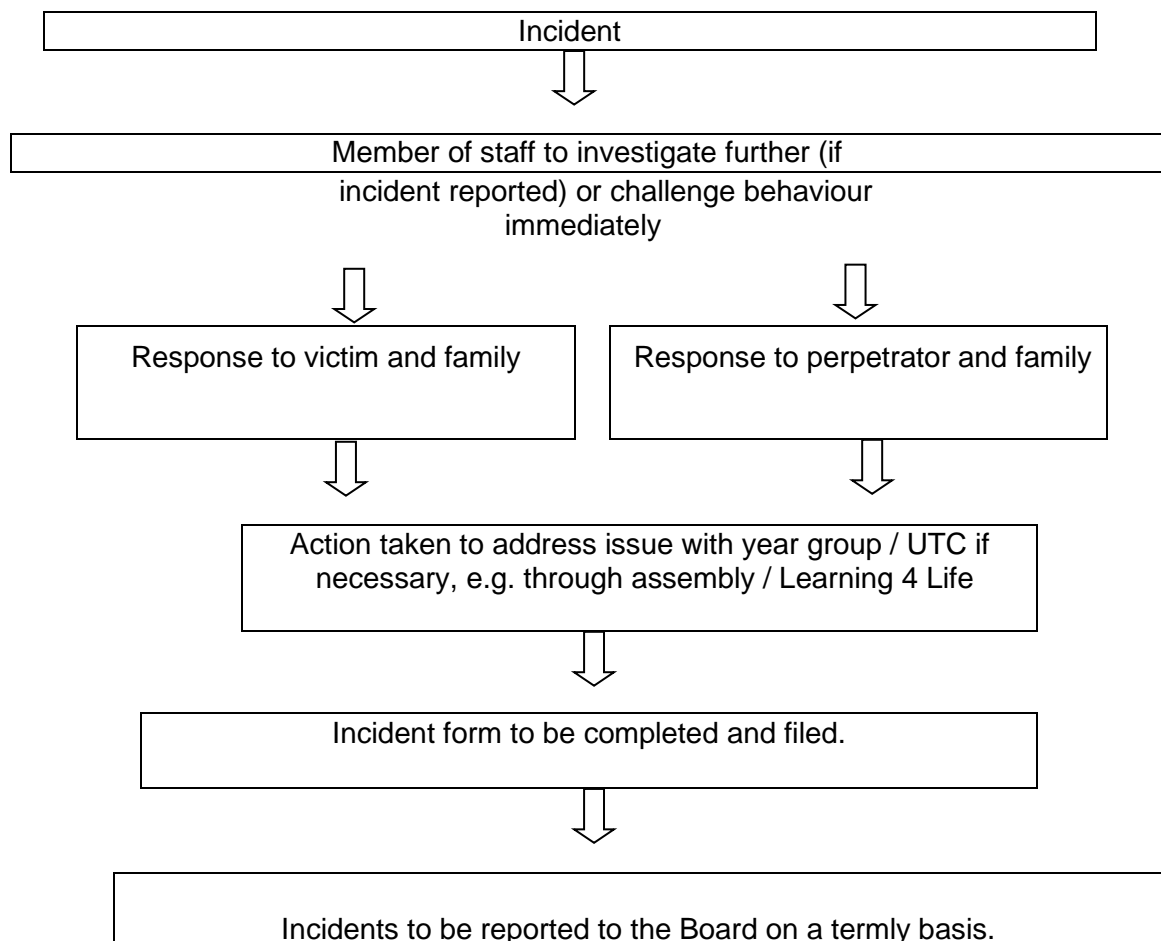 Incident
Member of staff to investigate further (if
incident reported) or challenge behaviour
immediately
Response to victim and family
Response to perpetrator and family
Action taken to address issue with year group / UTC if
necessary, e.g. through assembly / Learning 4 Life
Incident form to be completed and filed.
Incidents to be reported to the Board on a termly basis.